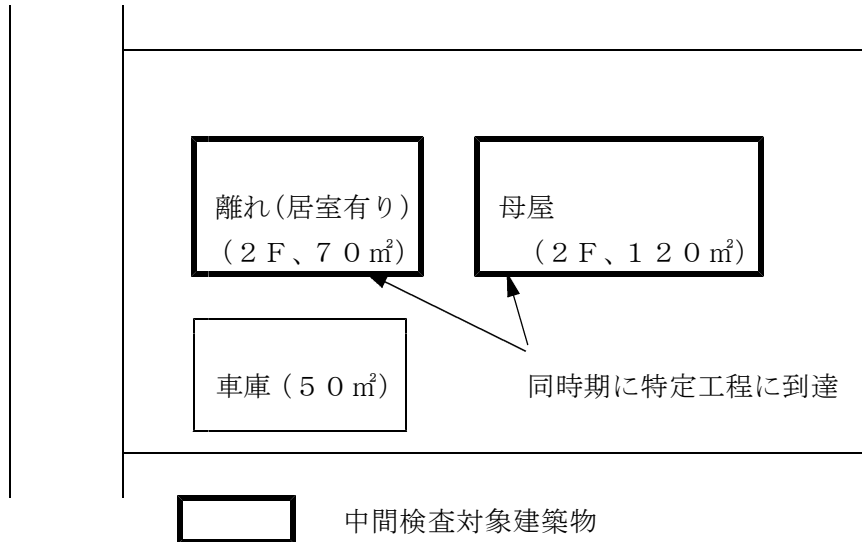 離れ(居室有り)
(２Ｆ、７０㎡)
母屋
(２Ｆ、１２０㎡)
車庫(５０㎡)
同時期に特定工程に到達
中間検査対象建築物